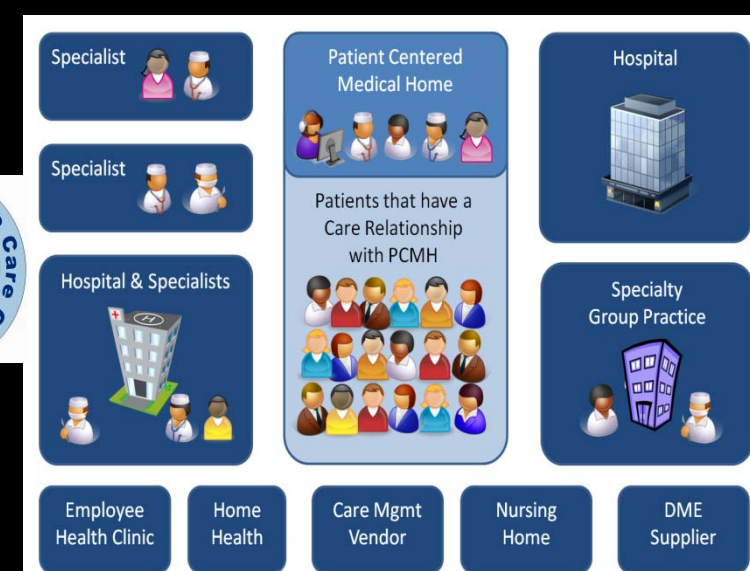 Care
Specialist
Specialist
Hospital & Specialists
H
Patient Centered
Medical Home
Patients that have a
Care Relationship
with PCMH
Hospital
Specialty
Group Practice
Employee
Health Clinic
Home
Health
Care Mgmt
Vendor
Nursing
Home
DME
Supplier